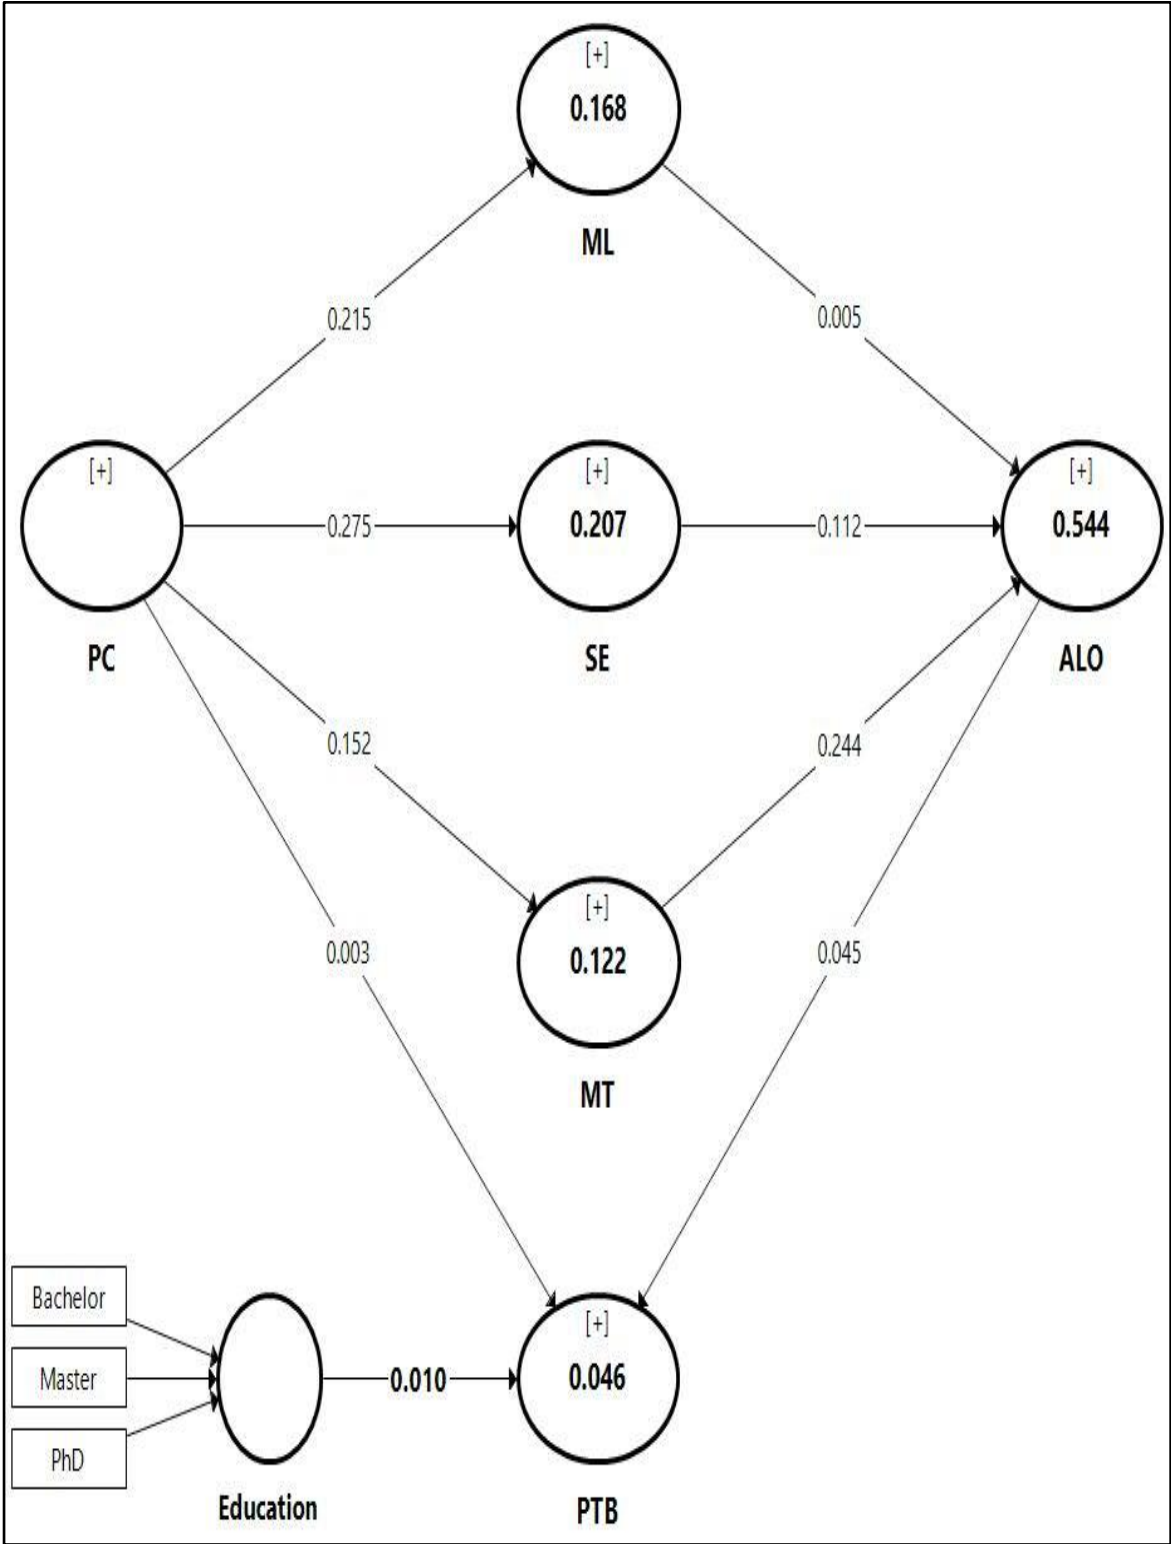 [+]
0.168
ML
0.215
0.005
[+]
[+]
0.207
[+]
0.544
0.275
0.112
PC
SE
ALO
0.152
0.244
[+]
0.122
0.003
0.045
MT
Bachelor
Master
PhD
0.010
[+]
0.046
Education
PTB